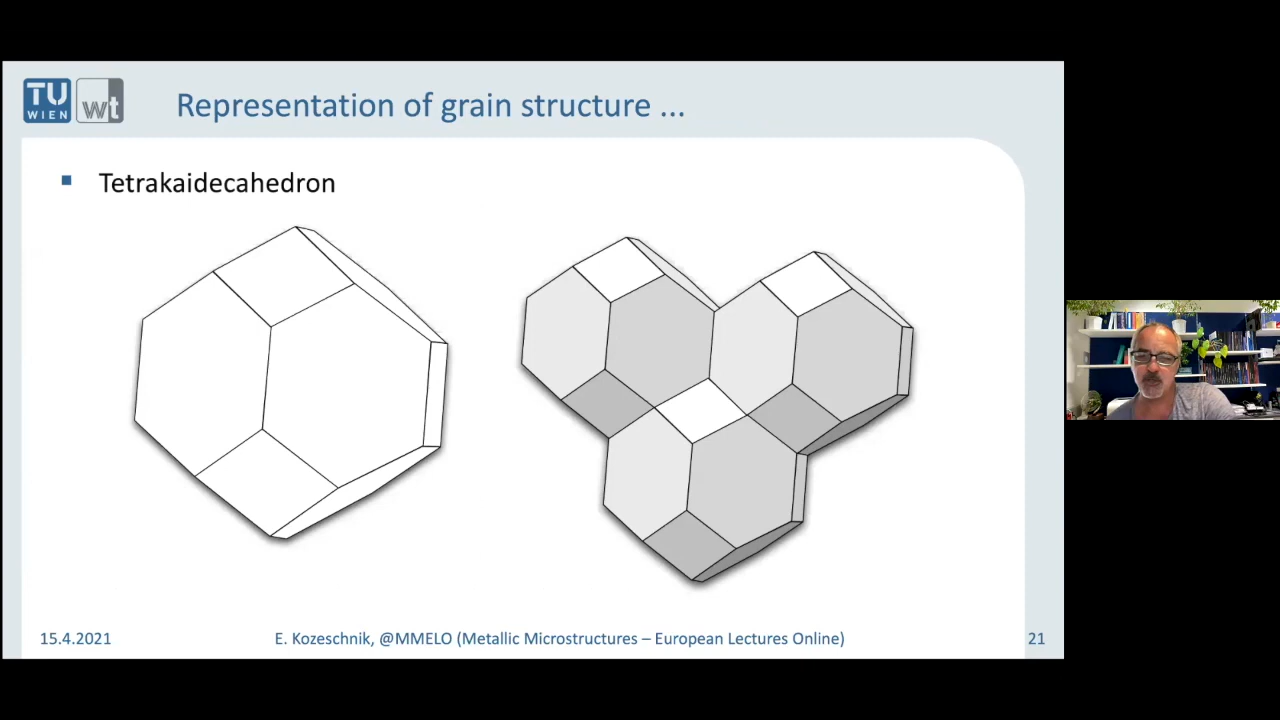 TU
WIEN
wt
Representation of grain structure ...
Tetrakaidecahedron
15.4.2021
E. Kozeschnik, @MMELO (Metallic Microstructures – European Lectures Online)
21